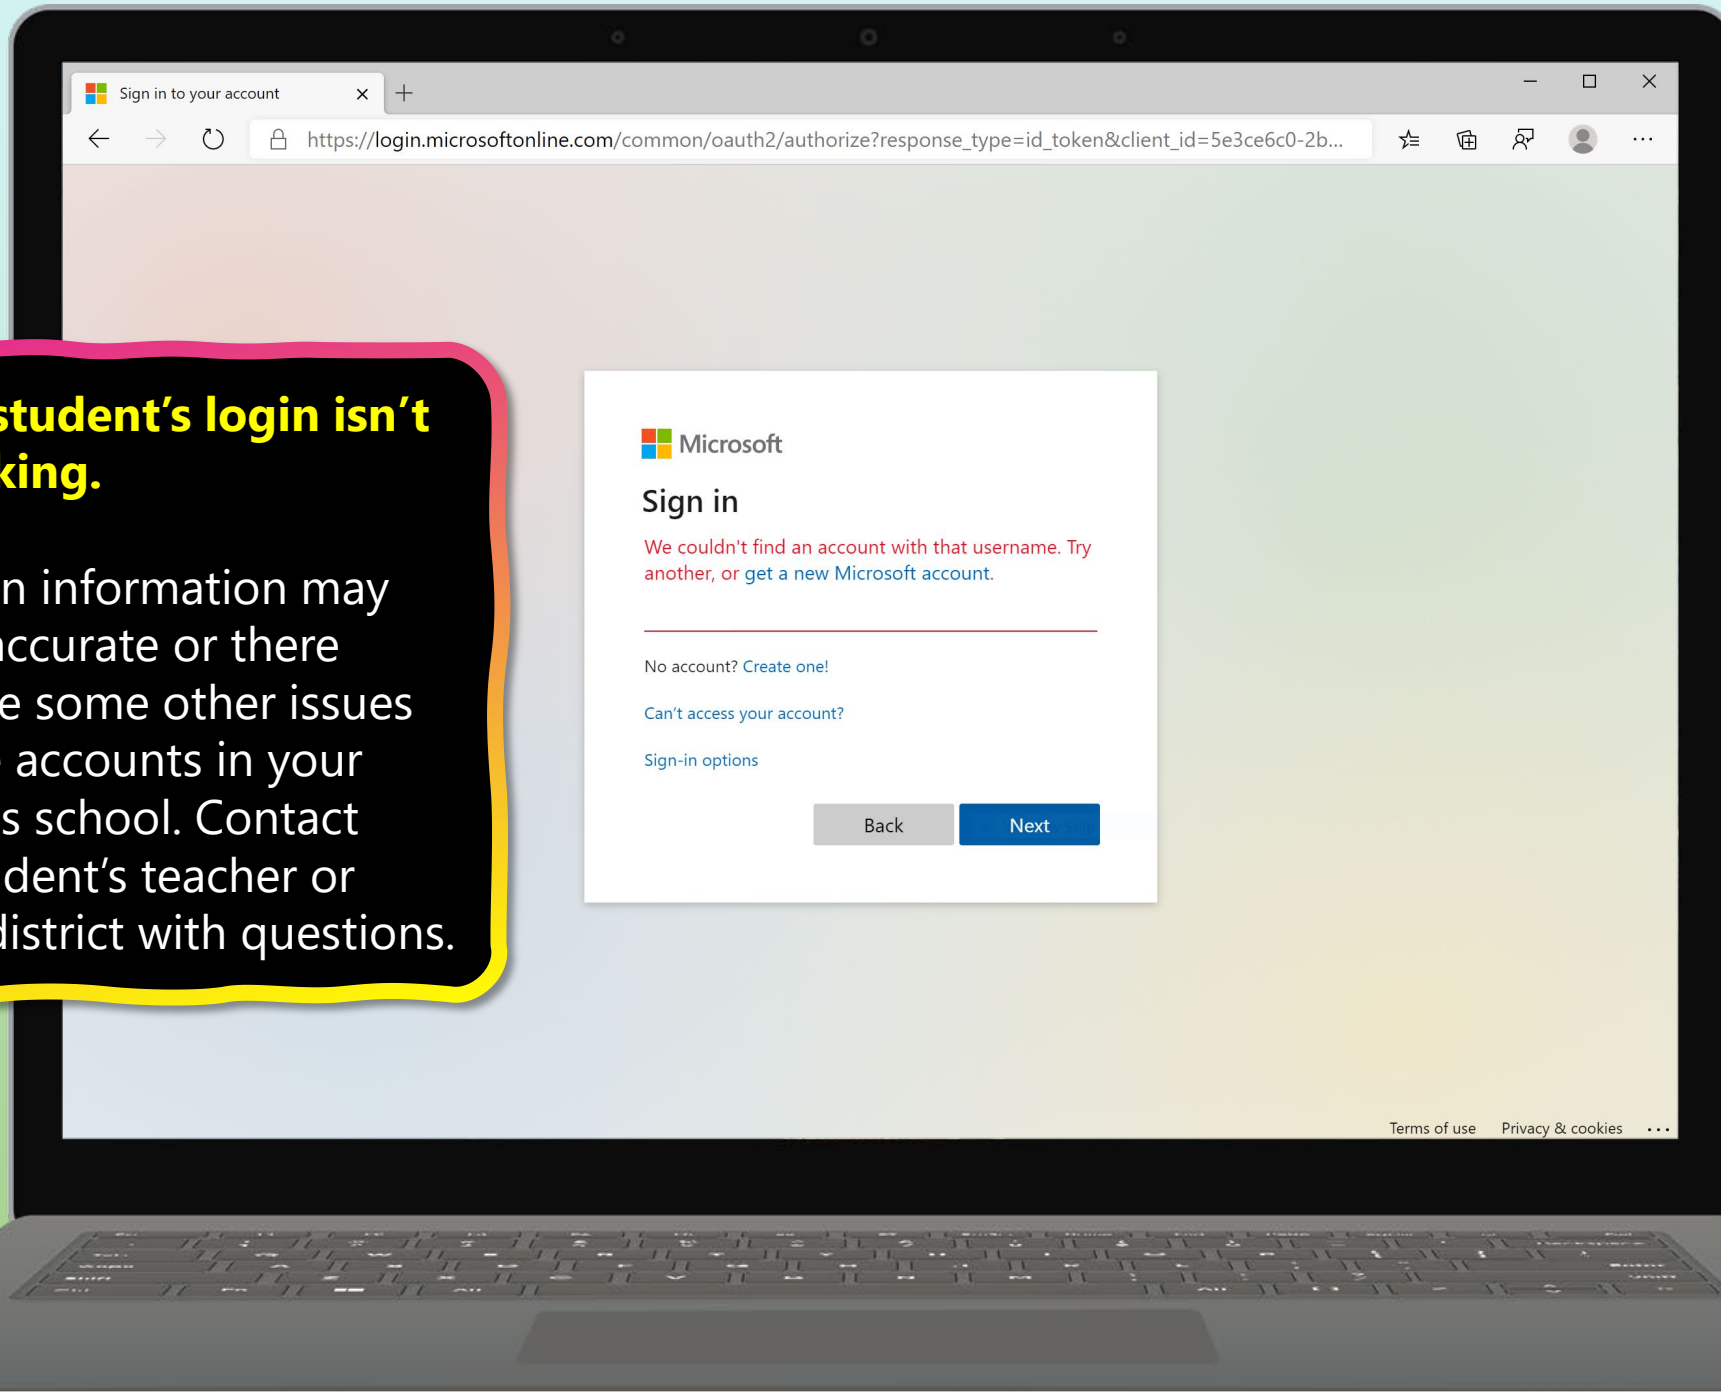 Sign in to your account
https://login.microsoftonline.com/common/oauth2/authorize?response_type=id_token&client_id=5e3ce6c0-2b...
student's login isn't
king.
n information may
accurate or there
e some other issues
accounts in your
s school. Contact
dent's teacher or
district with questions.
Microsoft
Sign in
We couldn't find an account with that username. Try
another, or get a new Microsoft account.
No account? Create one!
Can't access your account?
Sign-in options
Back
Next
Terms of use Privacy & cookies